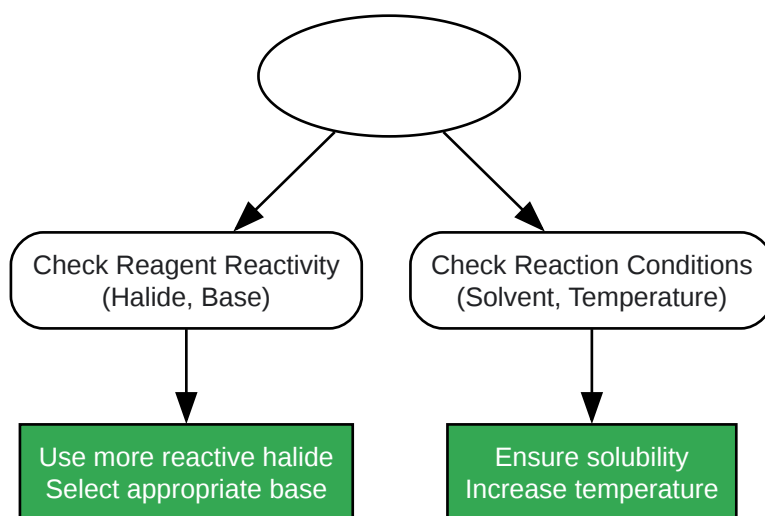 Check Reagent Reactivity
(Halide, Base)
Check Reaction Conditions
(Solvent, Temperature)
Use more reactive halide
Select appropriate base
Ensure solubility
Increase temperature